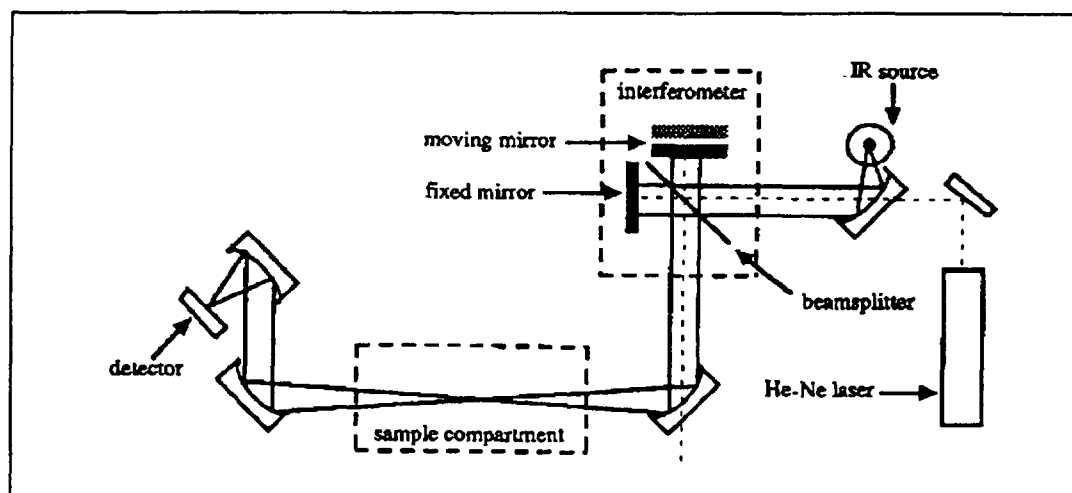 IR source
interferometer
moving mirror
fixed mirror
beamsplitter
detector
He-Ne laser
sample compartment